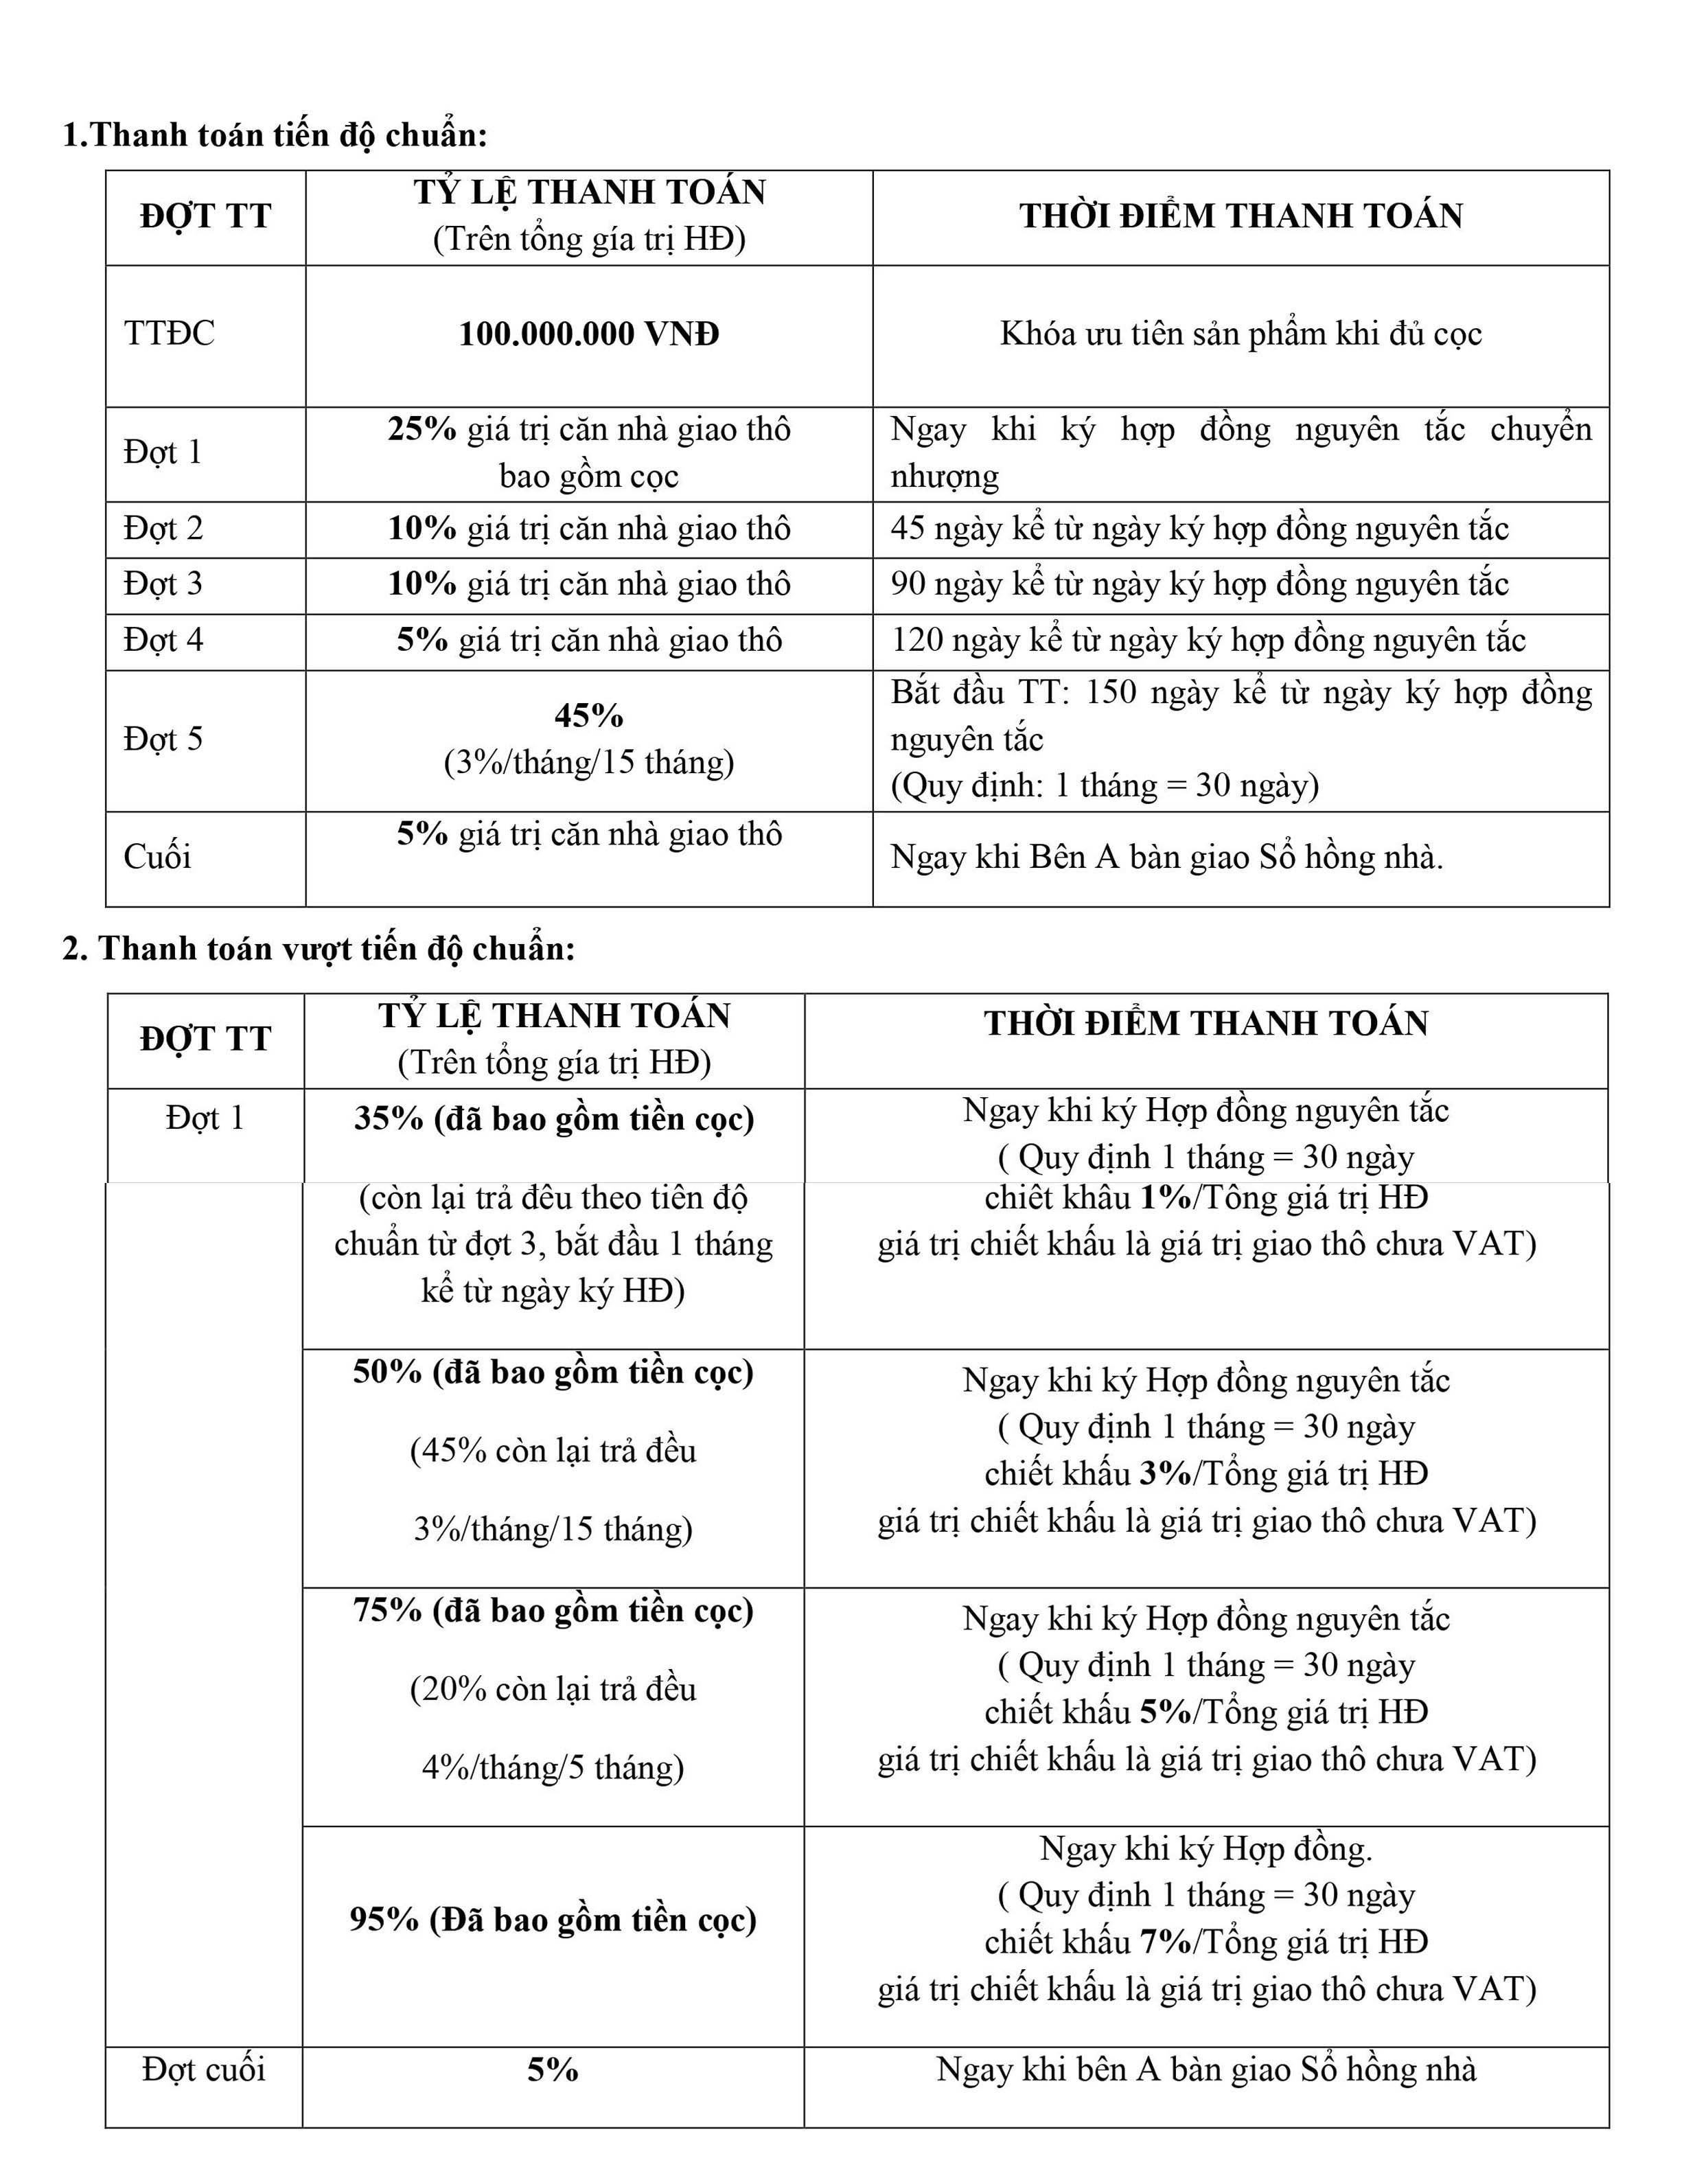 1.Thanh toán tiến độ chuẩn:
ĐỢT TT
TỶ LỆ THANH TOÁN
(Trên tổng gía trị HĐ)
THỜI ĐIỂM THANH TOÁN
TTĐC
100.000.000 VNĐ
Khóa ưu tiên sản phẩm khi đủ cọc
Đợt 1
25% giá trị căn nhà giao thô
bao gồm cọc
Ngay khi ký hợp đồng nguyên tắc chuyển
nhượng
Đợt 2
10% giá trị căn nhà giao thô
45 ngày kể từ ngày ký hợp đồng nguyên tắc
Đợt 3
10% giá trị căn nhà giao thô
90 ngày kể từ ngày ký hợp đồng nguyên tắc
Đợt 4
5% giá trị căn nhà giao thô
120 ngày kể từ ngày ký hợp đồng nguyên tắc
Đợt 5
45%
(3%/tháng/15 tháng)
Bắt đầu TT: 150 ngày kể từ ngày ký hợp đồng
nguyên tắc
(Quy định: 1 tháng = 30 ngày)
Cuối
5% giá trị căn nhà giao thô
Ngay khi Bên A bàn giao Sổ hồng nhà.
2. Thanh toán vượt tiến độ chuẩn:
ĐỢT TT
TỶ LỆ THANH TOÁN
(Trên tổng gía trị HĐ)
THỜI ĐIỂM THANH TOÁN
Đợt 1
35% (đã bao gồm tiền cọc)
(còn lại trả đều theo tiến độ
chuẩn từ đợt 3, bắt đầu 1 tháng
kể từ ngày ký HĐ)
Ngay khi ký Hợp đồng nguyên tắc
( Quy định 1 tháng = 30 ngày
chiết khấu 1%/Tổng giá trị HĐ
giá trị chiết khấu là giá trị giao thô chưa VAT)
50% (đã bao gồm tiền cọc)
(45% còn lại trả đều
3%/tháng/15 tháng)
Ngay khi ký Hợp đồng nguyên tắc
( Quy định 1 tháng = 30 ngày
chiết khấu 3%/Tổng giá trị HĐ
giá trị chiết khấu là giá trị giao thô chưa VAT)
75% (đã bao gồm tiền cọc)
(20% còn lại trả đều
4%/tháng/5 tháng)
Ngay khi ký Hợp đồng nguyên tắc
( Quy định 1 tháng = 30 ngày
chiết khấu 5%/Tổng giá trị HĐ
giá trị chiết khấu là giá trị giao thô chưa VAT)
95% (Đã bao gồm tiền cọc)
Ngay khi ký Hợp đồng.
( Quy định 1 tháng = 30 ngày
chiết khấu 7%/Tổng giá trị HĐ
giá trị chiết khấu là giá trị giao thô chưa VAT)
Đợt cuối
5%
Ngay khi bên A bàn giao Sổ hồng nhà